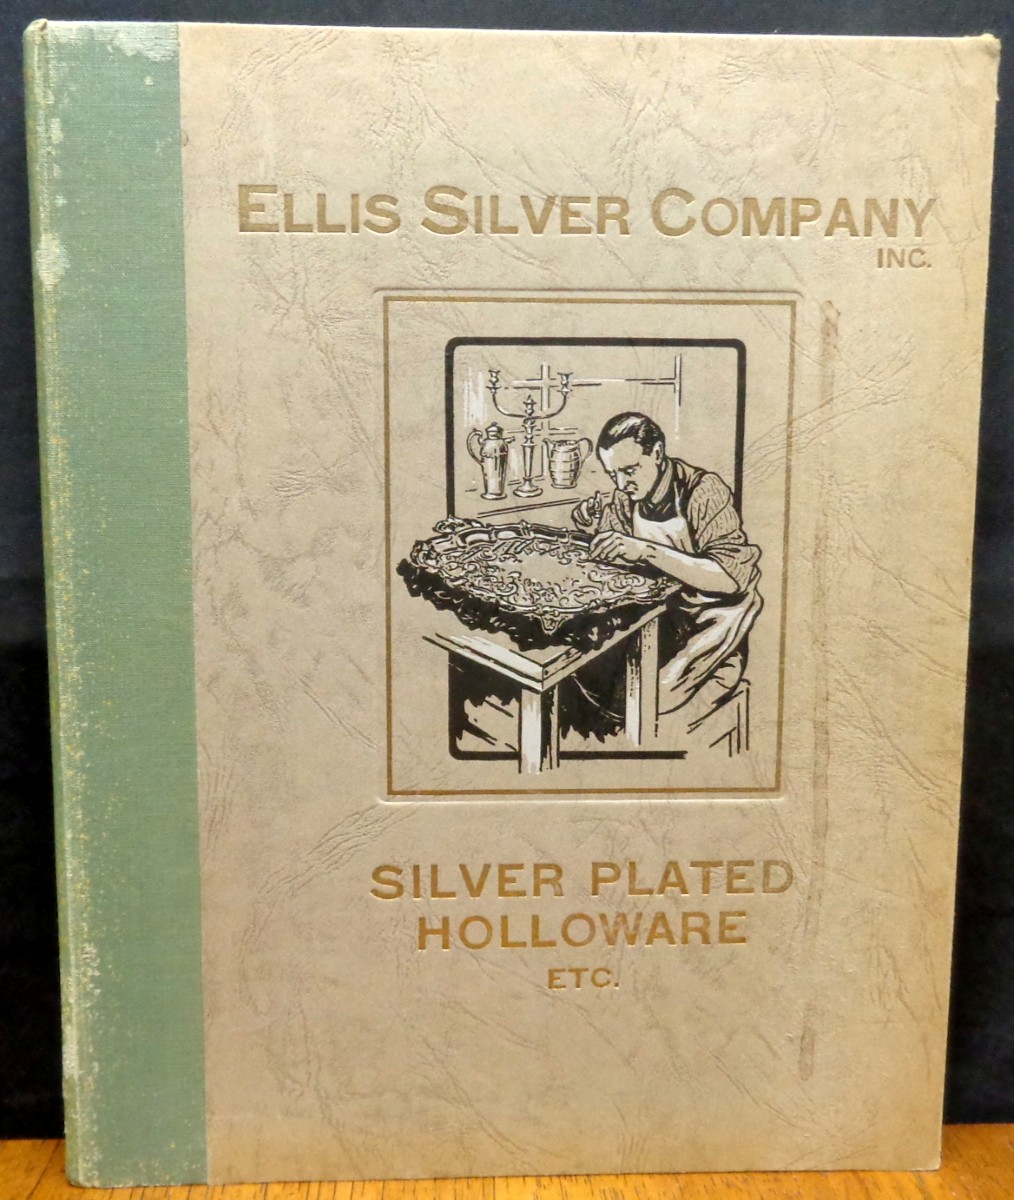 ELLIS SILVER COMPANY
INC.
SILVER PLATED
HOLLOWARE
ETC.